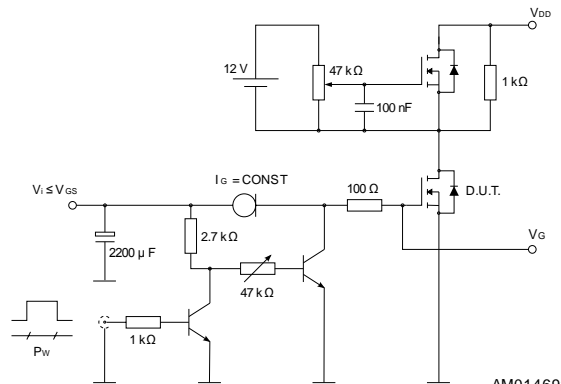 VDD
12 V
47 kΩ
100 nF
1 kΩ
Vi ≤ VGS
IG = CONST
100 Ω
D.U.T.
2200 μF
2.7 kΩ
47 kΩ
VG
PW
1 kΩ